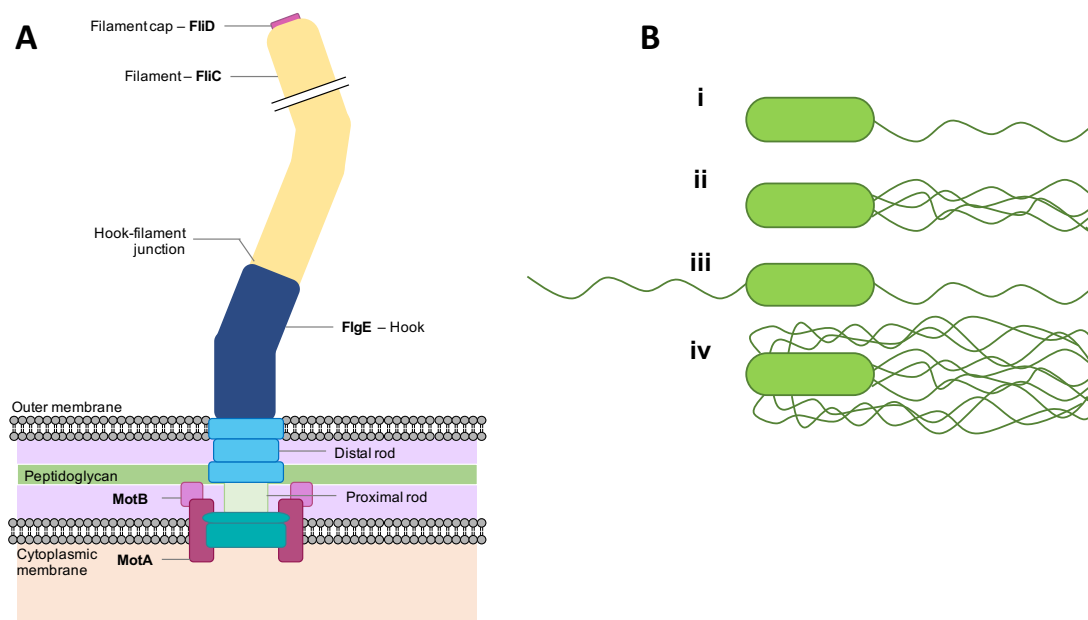 A
Filament cap – FliD
Filament – FliC
Hook-filament
junction
FlgE – Hook
Outer membrane
Distal rod
Peptidoglycan
MotB
Proximal rod
Cytoplasmic
membrane
MotA
B
i
ii
iii
iv